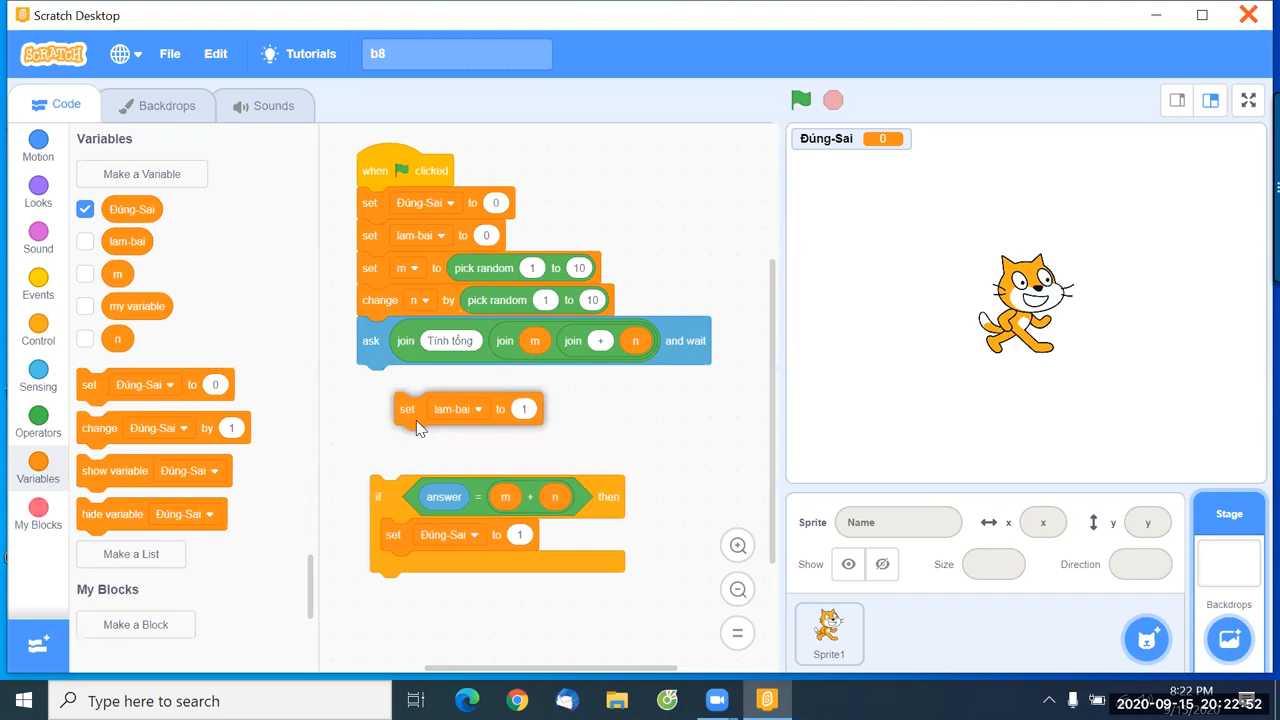 Scratch Desktop
SCRATCH
File
Edit
Tutorials
b8
Code
Backdrops
Sounds
Motion
Looks
Sound
Events
Control
Sensing
Operators
Variables
My Blocks
Variables
Make a Variable
Đúng-Sai
lam-bai
m
my variable
n
set Đúng-Sai to 0
change Đúng-Sai by 1
show variable Đúng-Sai
hide variable Đúng-Sai
Make a List
My Blocks
Make a Block
when clicked
set Đúng-Sai to 0
set lam-bai to 0
set m to pick random 1 to 10
change n by pick random 1 to 10
ask join Tính tổng join m join + n and wait
set lam-bai to 1
if answer = m + n then
set Đúng-Sai to 1
Đúng-Sai 0
Sprite Name x x y y
Show Size Direction
Sprite1
Stage
Backdrops
Type here to search
8:22 PM
2020-09-15 20:22:52